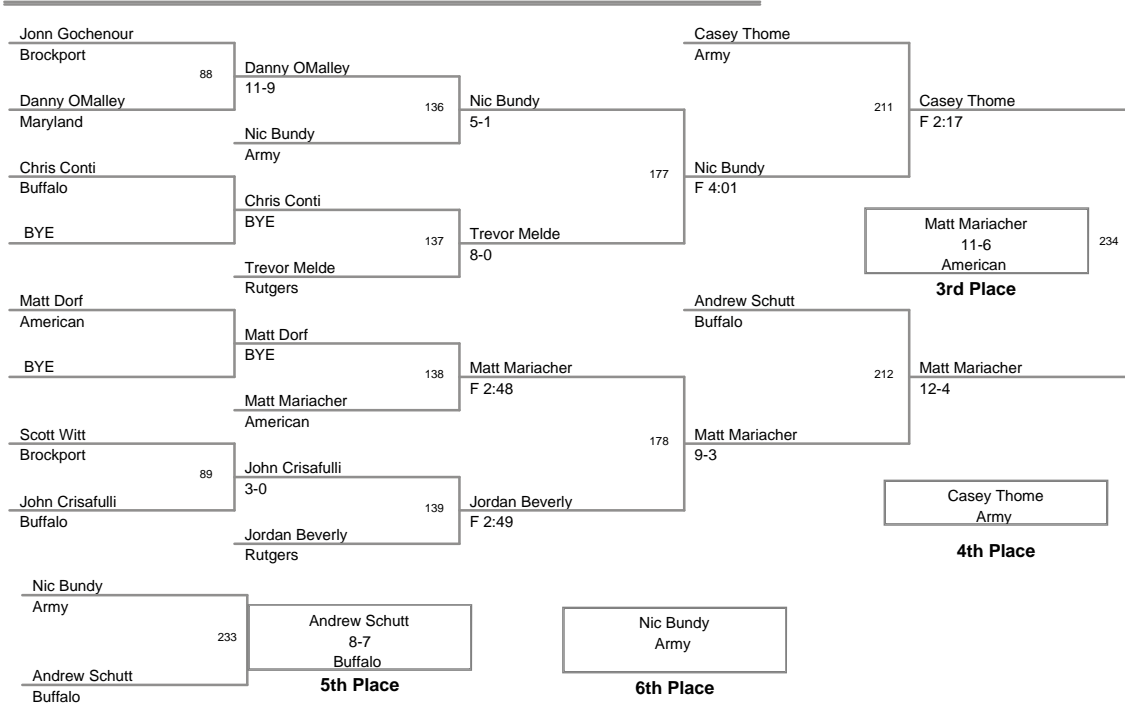 Jonn Gochenour
Brockport
88
Danny OMalley
Maryland
Danny OMalley
11-9
136
Nic Bundy
Army
Chris Conti
Buffalo
BYE
Chris Conti
BYE
137
Trevor Melde
Rutgers
Nic Bundy
5-1
177
Trevor Melde
8-0
Casey Thome
Army
211
Nic Bundy
F 4:01
Casey Thome
F 2:17
Matt Mariacher
11-6
American
234
3rd Place
Matt Dorf
American
BYE
Matt Dorf
BYE
138
Matt Mariacher
American
Scott Witt
Brockport
89
John Crisafulli
Buffalo
John Crisafulli
3-0
139
Jordan Beverly
Rutgers
Matt Mariacher
F 2:48
178
Jordan Beverly
F 2:49
Andrew Schutt
Buffalo
212
Matt Mariacher
9-3
Matt Mariacher
12-4
Casey Thome
Army
4th Place
Nic Bundy
Army
233
Andrew Schutt
Buffalo
Andrew Schutt
8-7
Buffalo
5th Place
Nic Bundy
Army
6th Place